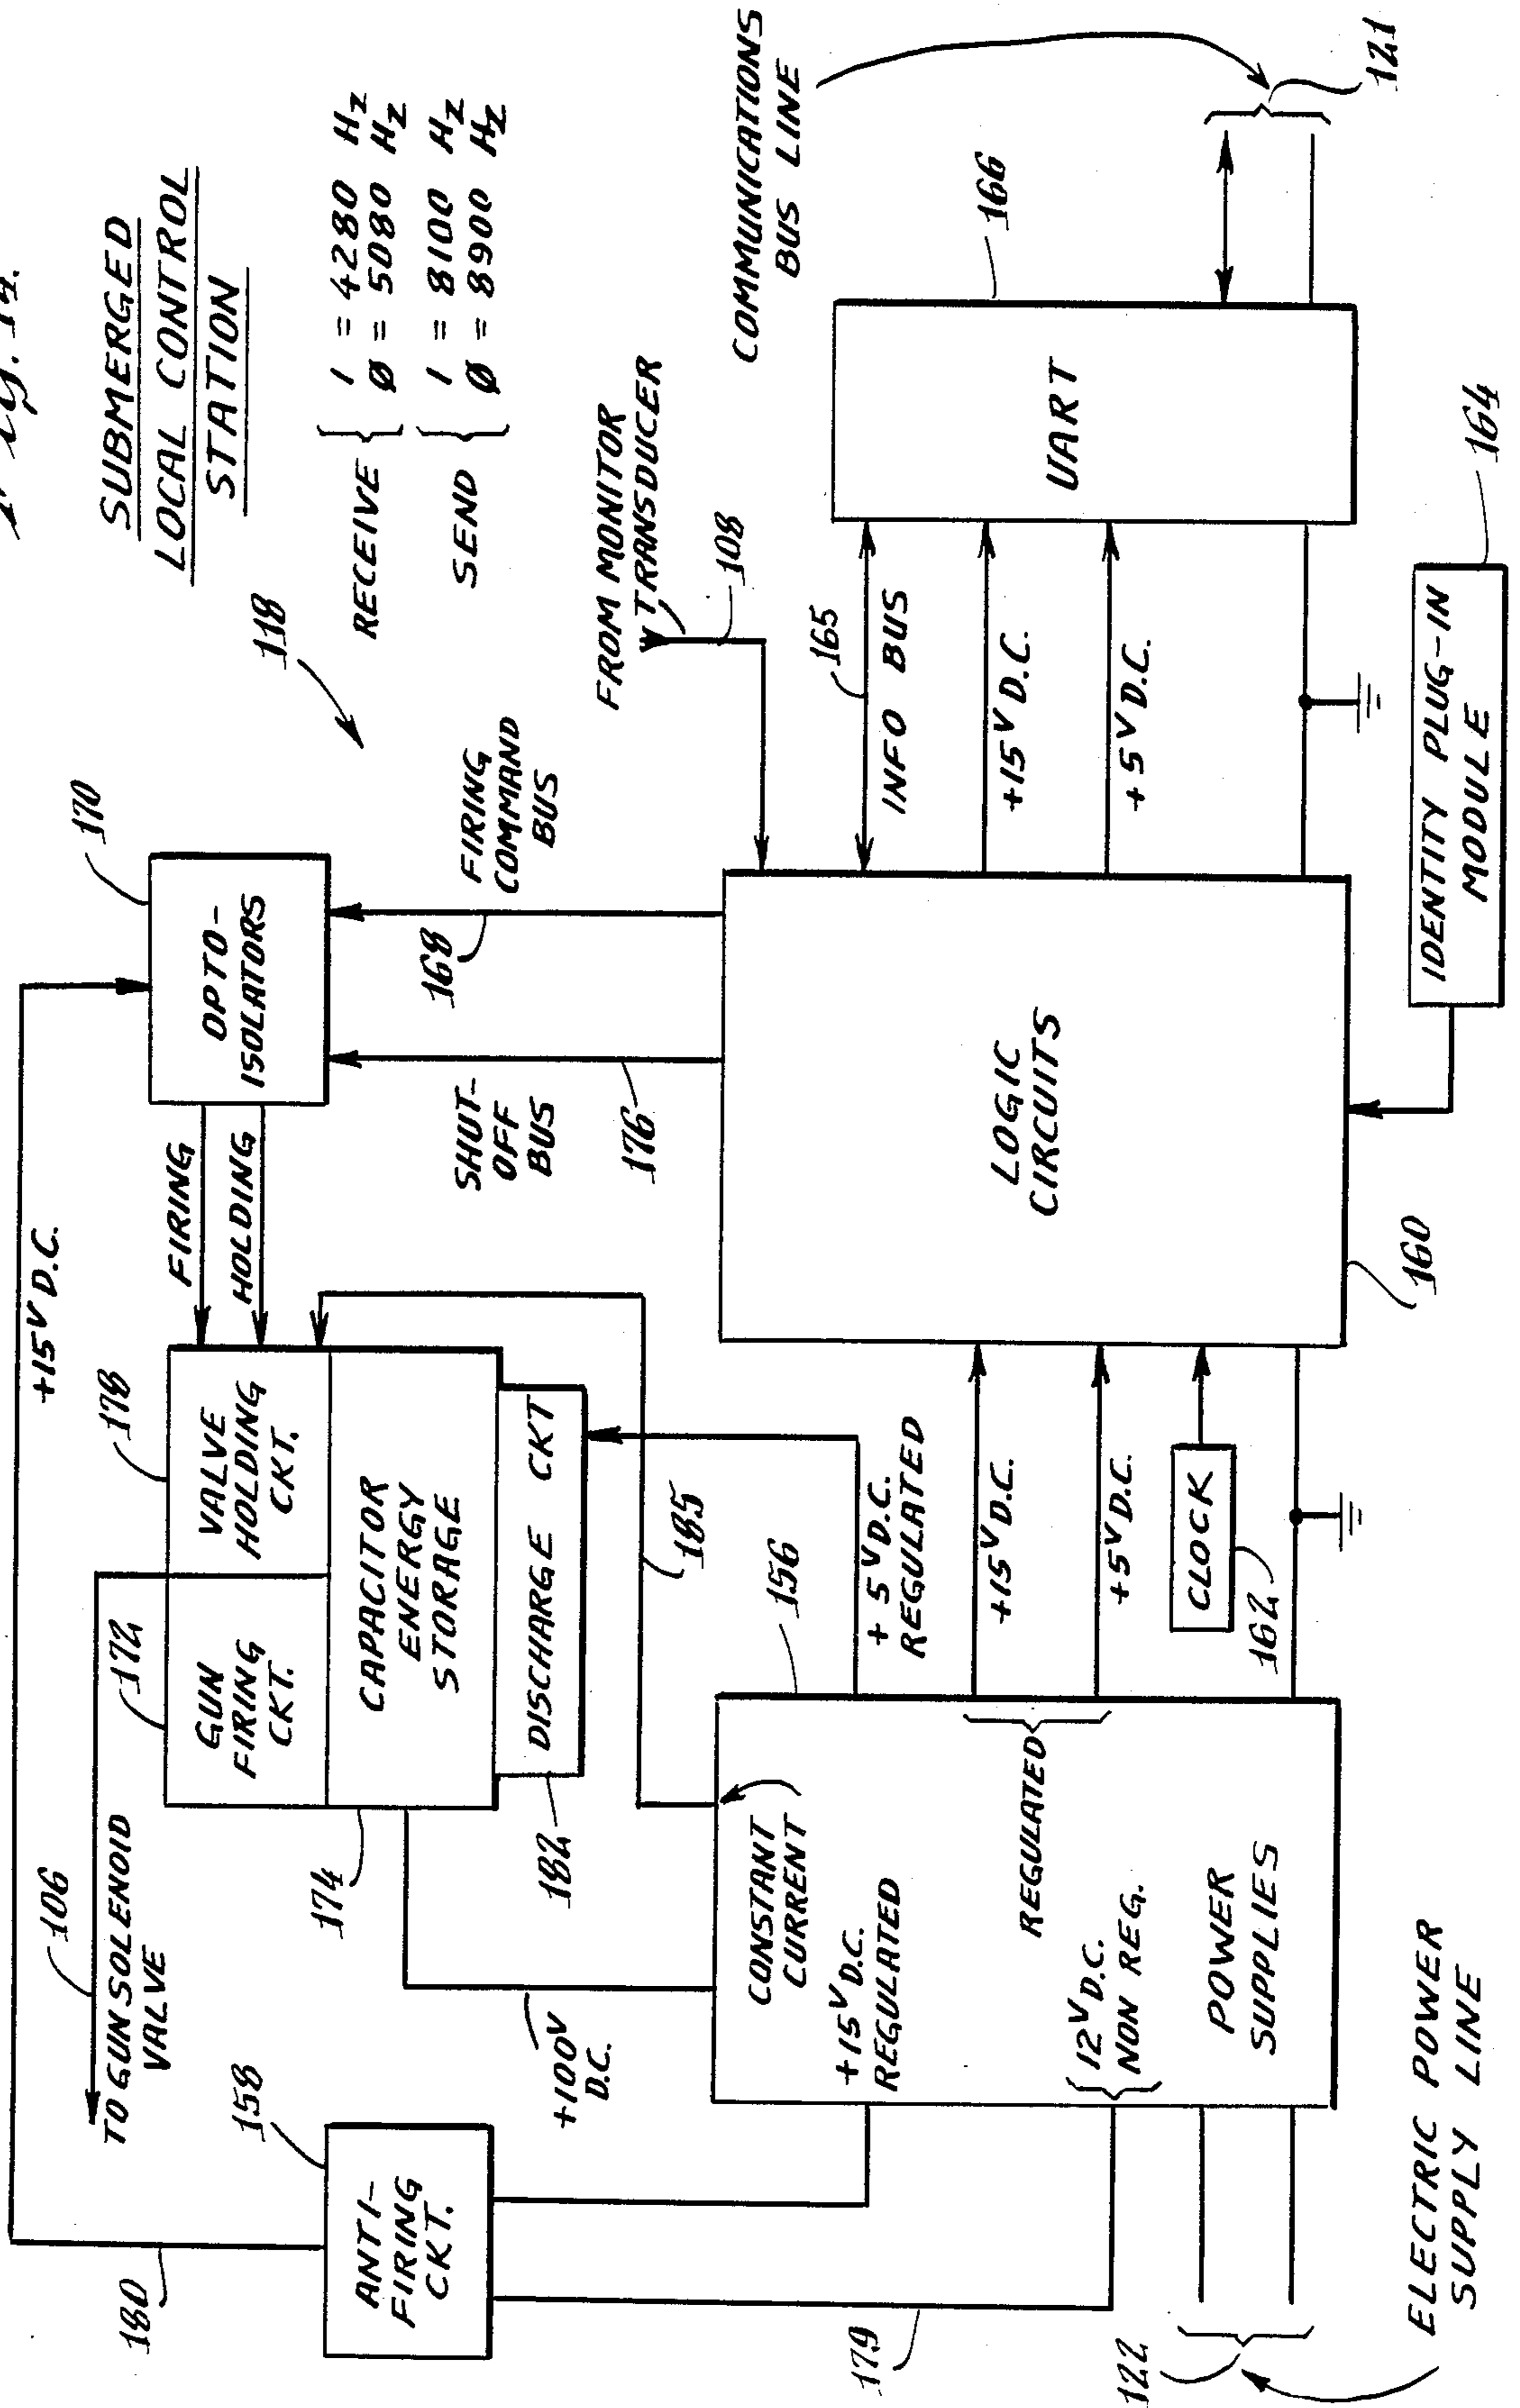 Fig. 14.
SUBMERGED
LOCAL CONTROL
STATION
118
RECEIVE { 1 = 4280 Hz
Ø = 5080 Hz
SEND { 1 = 8100 Hz
Ø = 8900 Hz
180
+15V D.C.
106
TO GUN SOLENOID
VALVE
158
ANTI-
FIRING
CKT.
172
GUN
FIRING
CKT.
178
VALVE
HOLDING
CKT.
174
CAPACITOR
ENERGY
STORAGE
182
DISCHARGE CKT
FIRING
HOLDING
170
OPTO-
ISOLATORS
SHUT-
OFF
BUS
176
168
FIRING
COMMAND
BUS
FROM MONITOR
TRANSDUCER
108
COMMUNICATIONS
BUS LINE
121
+100V
D.C.
185
156
CONSTANT
CURRENT
+15V D.C.
REGULATED
REGULATED
12V D.C.
NON REG.
POWER
SUPPLIES
179
122
ELECTRIC POWER
SUPPLY LINE
+ 5V D.C.
REGULATED
+15V D.C.
+5V D.C.
CLOCK
162
LOGIC
CIRCUITS
160
165
INFO BUS
+15V D.C.
+ 5V D.C.
UART
166
IDENTITY PLUG-IN
MODULE
164